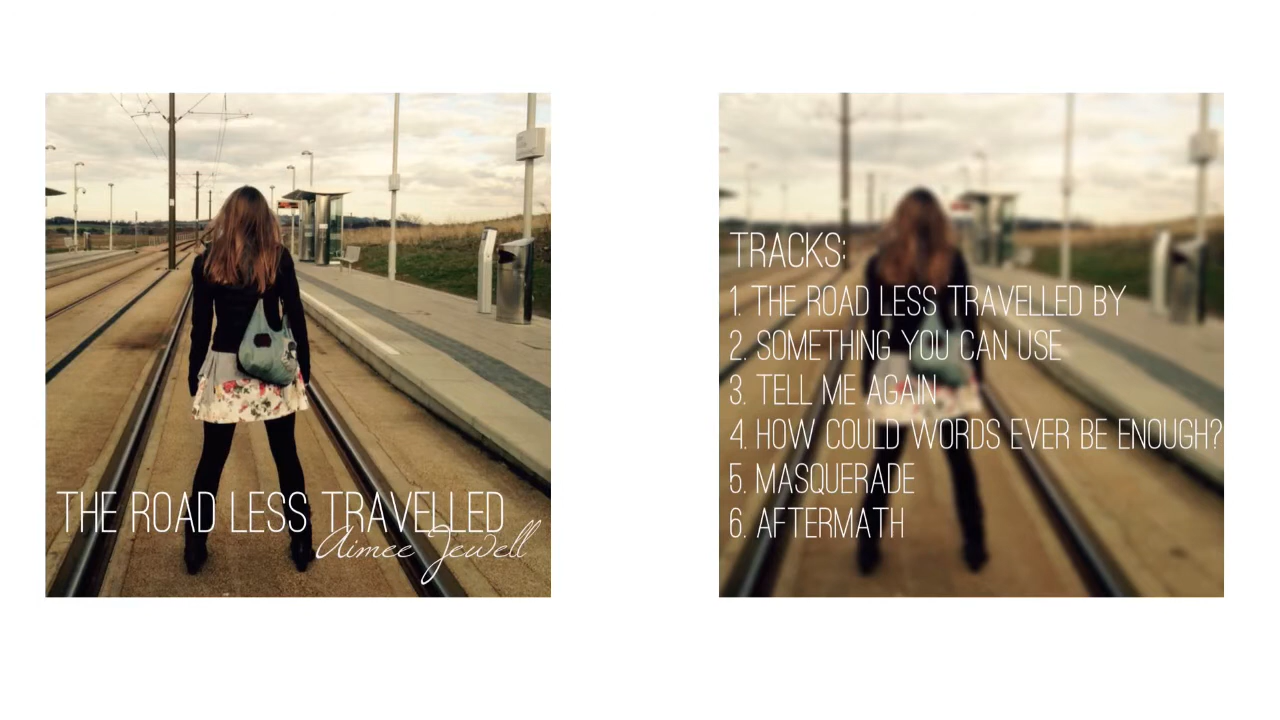 THE ROAD LESS TRAVELLED
Aimee Jewell
TRACKS:
1. THE ROAD LESS TRAVELLED BY
2. SOMETHING YOU CAN USE
3. TELL ME AGAIN
4. HOW COULD WORDS EVER BE ENOUGH?
5. MASQUERADE
6. AFTERMATH